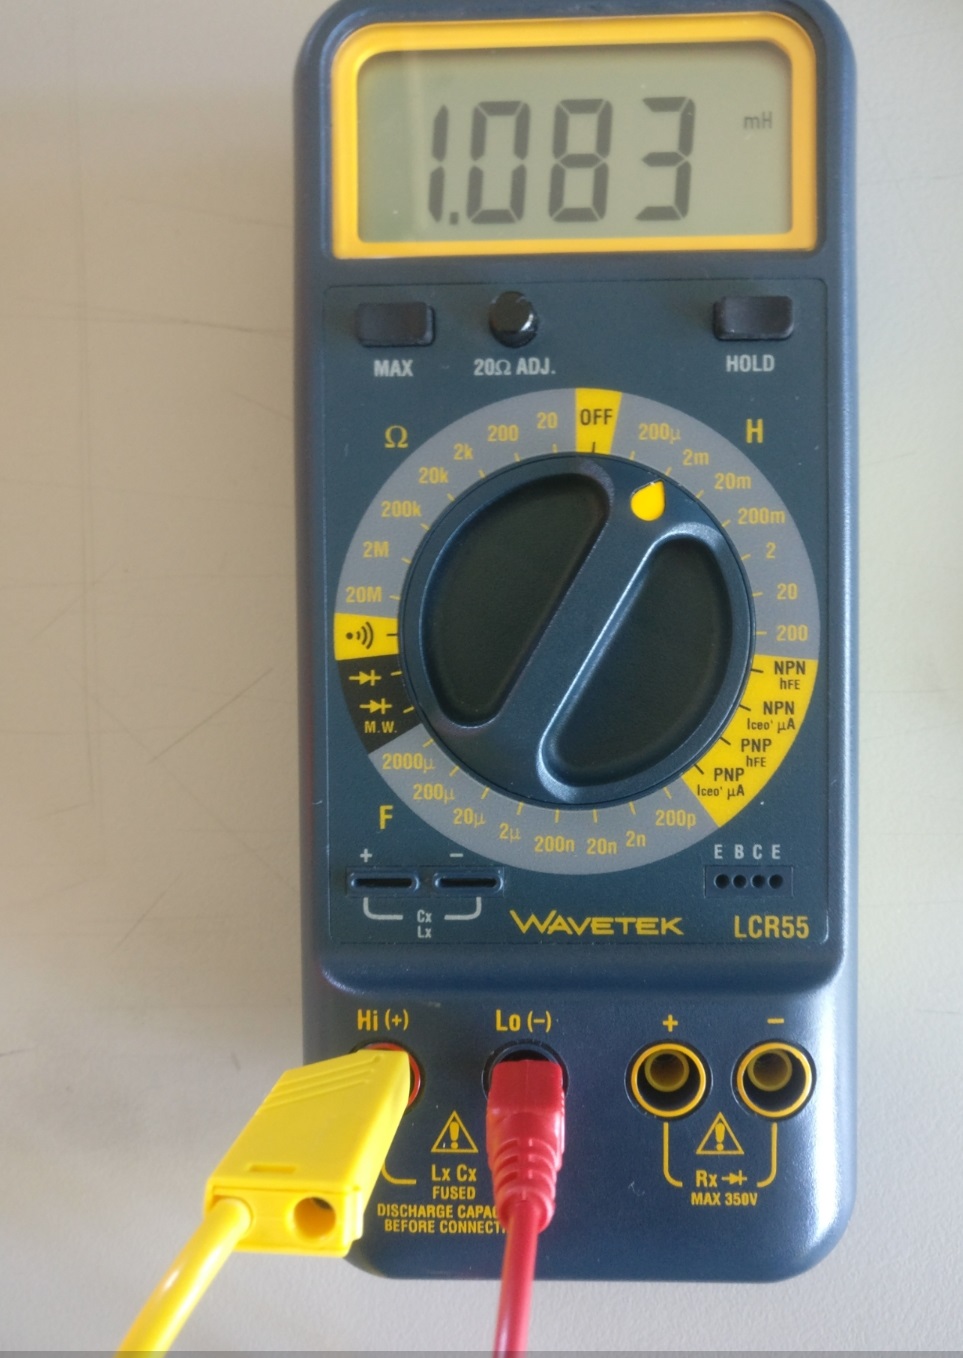 1.083 mH
MAX 20Ω ADJ. HOLD
Ω OFF H
20
200
2k
20k
200k
2M
20M
200µ
2m
20m
200m
2
20
200
NPN
hFE
NPN
Iceo' µA
PNP
hFE
PNP
Iceo' µA
M.W.
2000µ
200µ
20µ
2µ
200n
20n
2n
200p
F
+ −
Cx
Lx
E B C E
WAVETEK LCR55
Hi (+) Lo (−) + −
Lx Cx
FUSED
DISCHARGE
BEFORE
Rx
MAX 350V